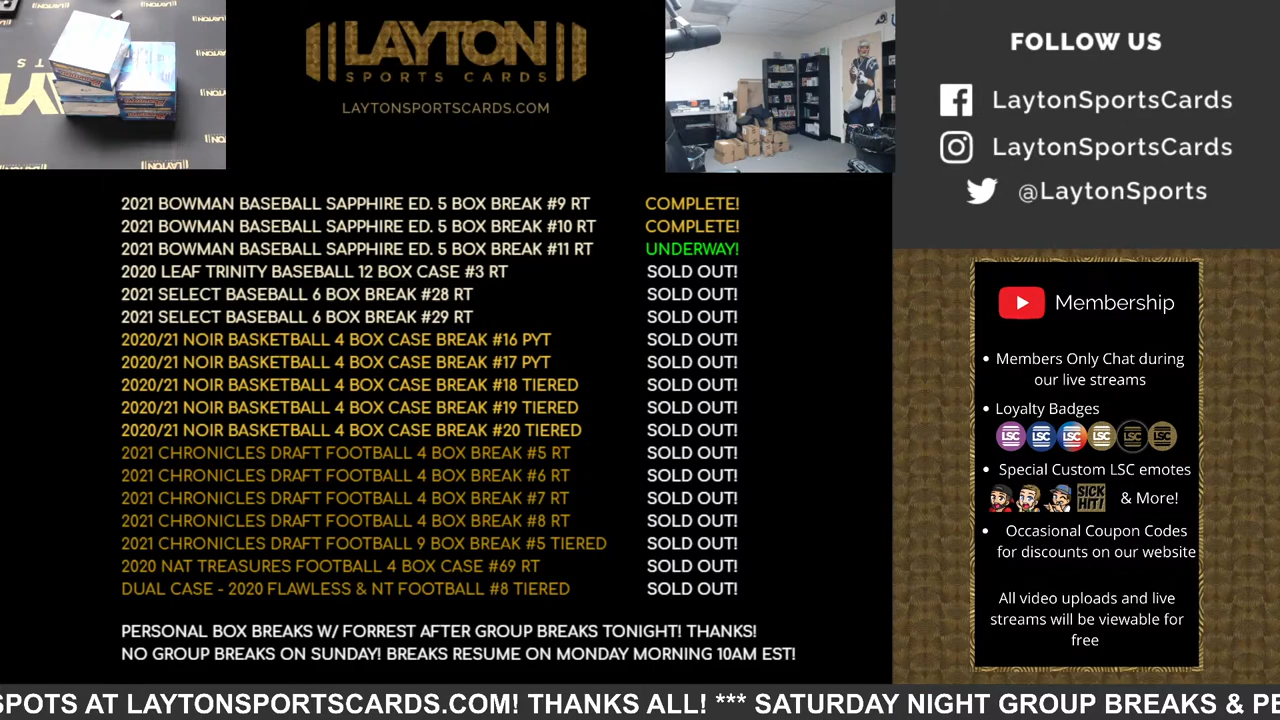 LAYTON
SPORTS CARDS
LAYTONSPORTSCARDS.COM
FOLLOW US
LaytonSportsCards
LaytonSportsCards
@LaytonSports
2021 BOWMAN BASEBALL SAPPHIRE ED. 5 BOX BREAK #9 RT COMPLETE!
2021 BOWMAN BASEBALL SAPPHIRE ED. 5 BOX BREAK #10 RT COMPLETE!
2021 BOWMAN BASEBALL SAPPHIRE ED. 5 BOX BREAK #11 RT UNDERWAY!
2020 LEAF TRINITY BASEBALL 12 BOX CASE #3 RT SOLD OUT!
2021 SELECT BASEBALL 6 BOX BREAK #28 RT SOLD OUT!
2021 SELECT BASEBALL 6 BOX BREAK #29 RT SOLD OUT!
2020/21 NOIR BASKETBALL 4 BOX CASE BREAK #16 PYT SOLD OUT!
2020/21 NOIR BASKETBALL 4 BOX CASE BREAK #17 PYT SOLD OUT!
2020/21 NOIR BASKETBALL 4 BOX CASE BREAK #18 TIERED SOLD OUT!
2020/21 NOIR BASKETBALL 4 BOX CASE BREAK #19 TIERED SOLD OUT!
2020/21 NOIR BASKETBALL 4 BOX CASE BREAK #20 TIERED SOLD OUT!
2021 CHRONICLES DRAFT FOOTBALL 4 BOX BREAK #5 RT SOLD OUT!
2021 CHRONICLES DRAFT FOOTBALL 4 BOX BREAK #6 RT SOLD OUT!
2021 CHRONICLES DRAFT FOOTBALL 4 BOX BREAK #7 RT SOLD OUT!
2021 CHRONICLES DRAFT FOOTBALL 4 BOX BREAK #8 RT SOLD OUT!
2021 CHRONICLES DRAFT FOOTBALL 9 BOX BREAK #5 TIERED SOLD OUT!
2020 NAT TREASURES FOOTBALL 4 BOX CASE #69 RT SOLD OUT!
DUAL CASE - 2020 FLAWLESS & NT FOOTBALL #8 TIERED SOLD OUT!
PERSONAL BOX BREAKS W/ FORREST AFTER GROUP BREAKS TONIGHT! THANKS!
NO GROUP BREAKS ON SUNDAY! BREAKS RESUME ON MONDAY MORNING 10AM EST!
Membership
• Members Only Chat during
our live streams
• Loyalty Badges
LSC LSC LSC LSC LSC LSC
• Special Custom LSC emotes
SICK
HIT!
& More!
• Occasional Coupon Codes
for discounts on our website
All video uploads and live
streams will be viewable for
free
SPOTS AT LAYTONSPORTSCARDS.COM! THANKS ALL! *** SATURDAY NIGHT GROUP BREAKS & PE